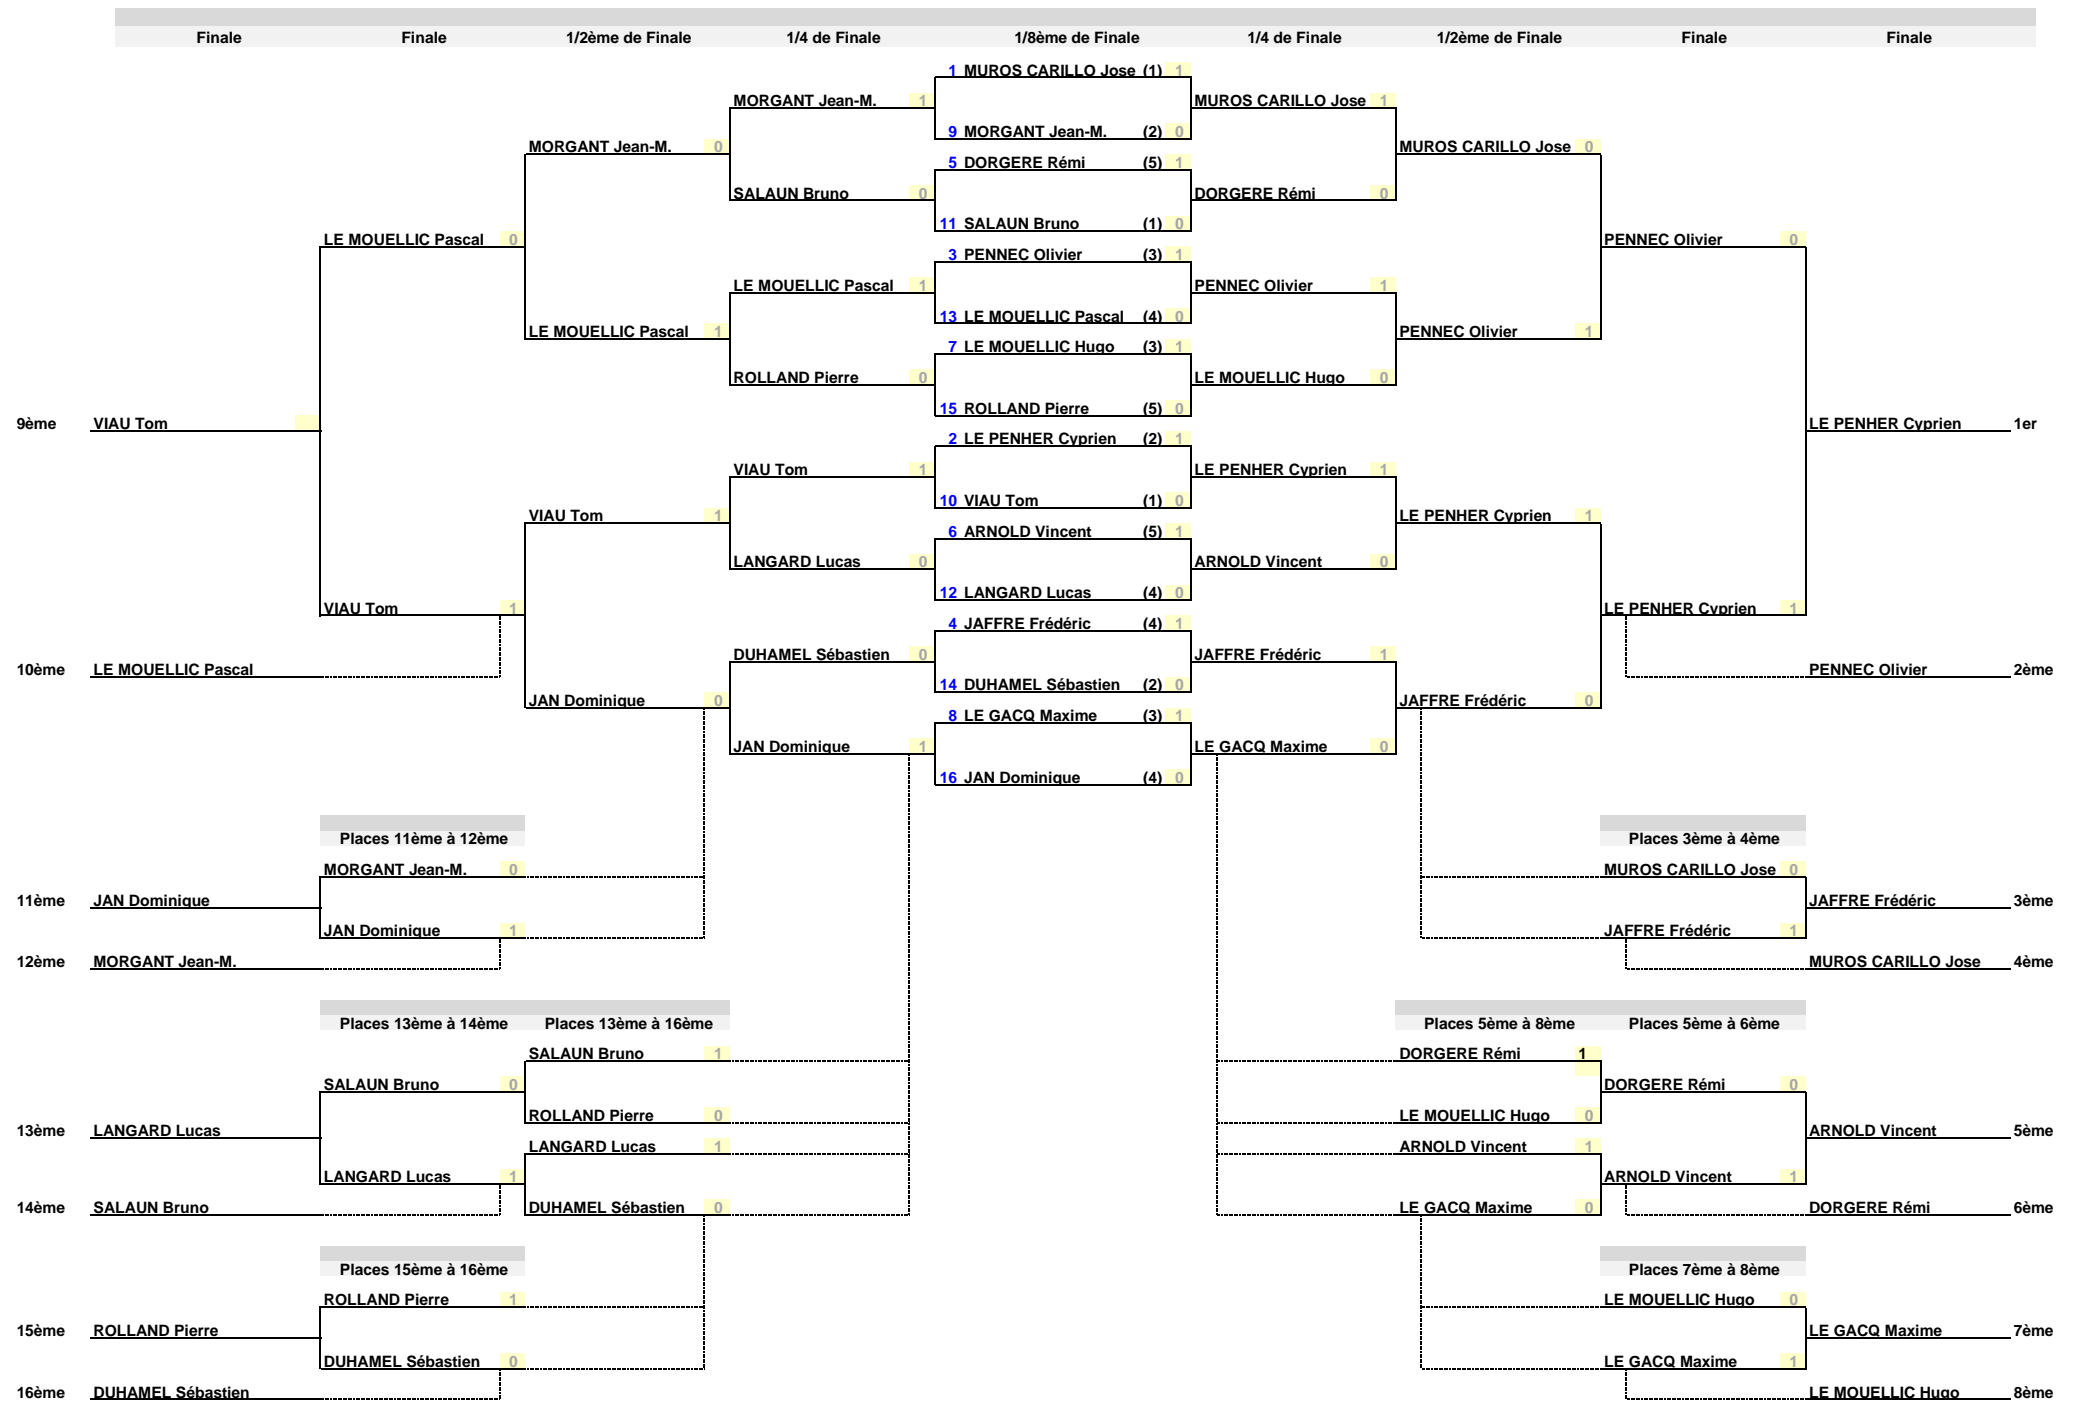 Finale Finale 1/2ème de Finale 1/4 de Finale 1/8ème de Finale 1/4 de Finale 1/2ème de Finale Finale Finale
1 MUROS CARILLO Jose (1) 1
MORGANT Jean-M. 1 MUROS CARILLO Jose 1
9 MORGANT Jean-M. (2) 0
MORGANT Jean-M. 0 MUROS CARILLO Jose 0
5 DORGERE Rémi (5) 1
SALAUN Bruno 0 DORGERE Rémi 0
11 SALAUN Bruno (1) 0
LE MOUELLIC Pascal 0 PENNEC Olivier 0
3 PENNEC Olivier (3) 1
LE MOUELLIC Pascal 1 PENNEC Olivier 1
13 LE MOUELLIC Pascal (4) 0
LE MOUELLIC Pascal 1 PENNEC Olivier 1
7 LE MOUELLIC Hugo (3) 1
ROLLAND Pierre 0 LE MOUELLIC Hugo 0
15 ROLLAND Pierre (5) 0
9ème VIAU Tom LE PENHER Cyprien 1er
2 LE PENHER Cyprien (2) 1
VIAU Tom 1 LE PENHER Cyprien 1
10 VIAU Tom (1) 0
VIAU Tom 1 LE PENHER Cyprien 1
6 ARNOLD Vincent (5) 1
LANGARD Lucas 0 ARNOLD Vincent 0
12 LANGARD Lucas (4) 0
VIAU Tom 1 LE PENHER Cyprien 1
4 JAFFRE Frédéric (4) 1
DUHAMEL Sébastien 0 JAFFRE Frédéric 1
10ème LE MOUELLIC Pascal PENNEC Olivier 2ème
14 DUHAMEL Sébastien (2) 0
JAN Dominique 0 JAFFRE Frédéric 0
8 LE GACQ Maxime (3) 1
JAN Dominique 1 LE GACQ Maxime 0
16 JAN Dominique (4) 0
Places 11ème à 12ème Places 3ème à 4ème
MORGANT Jean-M. 0 MUROS CARILLO Jose 0
11ème JAN Dominique JAFFRE Frédéric 3ème
JAN Dominique 1 JAFFRE Frédéric 1
12ème MORGANT Jean-M. MUROS CARILLO Jose 4ème
Places 13ème à 14ème Places 13ème à 16ème Places 5ème à 8ème Places 5ème à 6ème
SALAUN Bruno 1 DORGERE Rémi 1
SALAUN Bruno 0 DORGERE Rémi 0
ROLLAND Pierre 0 LE MOUELLIC Hugo 0
13ème LANGARD Lucas ARNOLD Vincent 5ème
LANGARD Lucas 1 ARNOLD Vincent 1
LANGARD Lucas 1 ARNOLD Vincent 1
14ème SALAUN Bruno DUHAMEL Sébastien 0 LE GACQ Maxime 0 DORGERE Rémi 6ème
Places 15ème à 16ème Places 7ème à 8ème
ROLLAND Pierre 1 LE MOUELLIC Hugo 0
15ème ROLLAND Pierre LE GACQ Maxime 7ème
DUHAMEL Sébastien 0 LE GACQ Maxime 1
16ème DUHAMEL Sébastien LE MOUELLIC Hugo 8ème